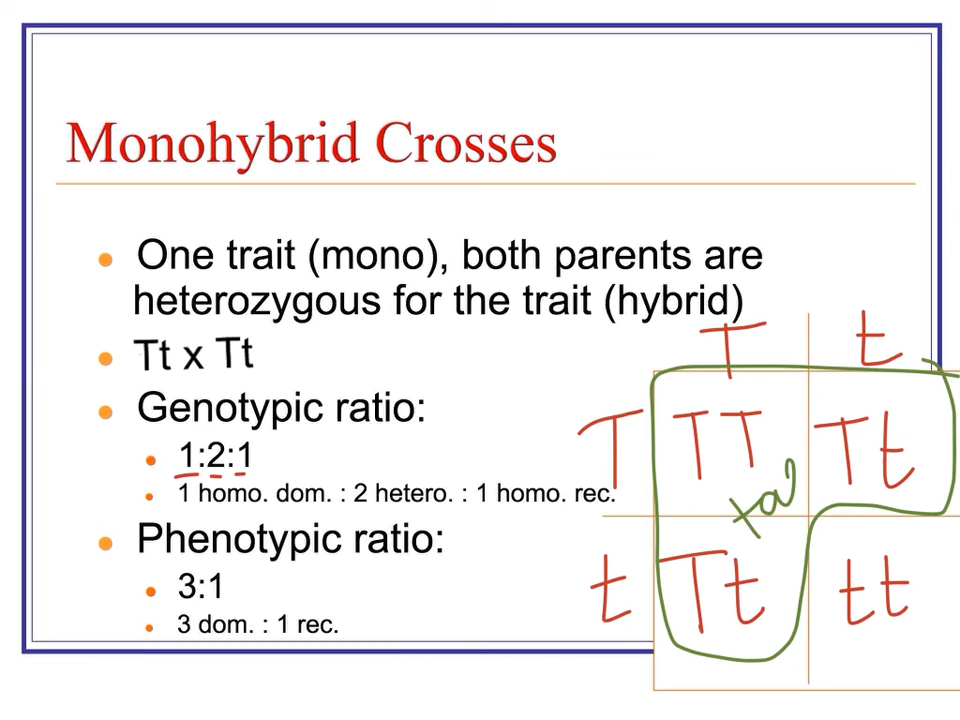 Monohybrid Crosses
One trait (mono), both parents are
heterozygous for the trait (hybrid)
Tt x Tt
Genotypic ratio:
1:2:1
1 homo. dom. : 2 hetero. : 1 homo. rec.
Phenotypic ratio:
3:1
3 dom. : 1 rec.
T t
T TT Tt
t Tt tt